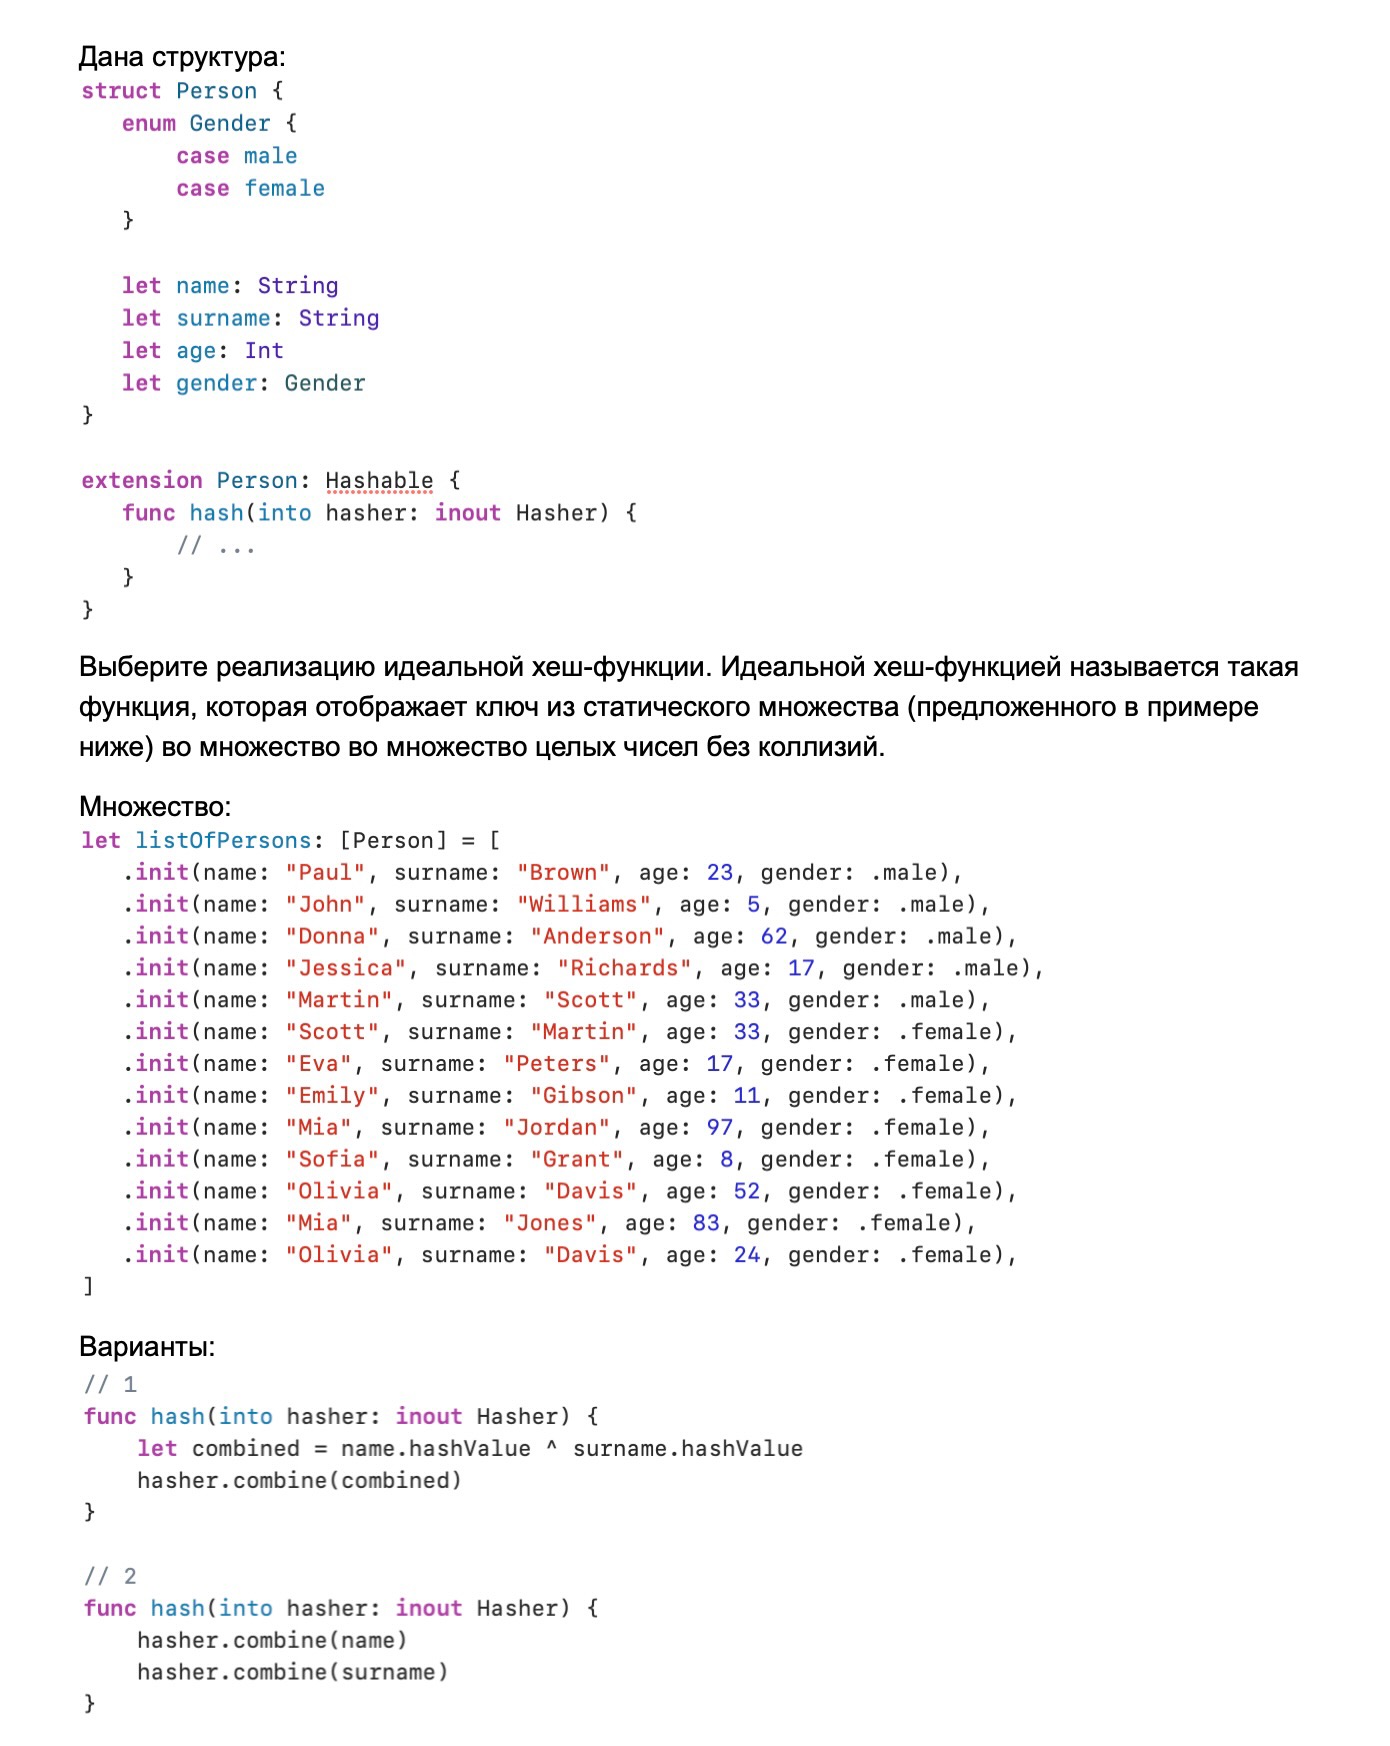 Дана структура:
struct Person {
   enum Gender {
       case male
       case female
   }

   let name: String
   let surname: String
   let age: Int
   let gender: Gender
}

extension Person: Hashable {
   func hash(into hasher: inout Hasher) {
       // ...
   }
}

Выберите реализацию идеальной хеш-функции. Идеальной хеш-функцией называется такая
функция, которая отображает ключ из статического множества (предложенного в примере
ниже) во множество во множество целых чисел без коллизий.

Множество:
let listOfPersons: [Person] = [
   .init(name: "Paul", surname: "Brown", age: 23, gender: .male),
   .init(name: "John", surname: "Williams", age: 5, gender: .male),
   .init(name: "Donna", surname: "Anderson", age: 62, gender: .male),
   .init(name: "Jessica", surname: "Richards", age: 17, gender: .male),
   .init(name: "Martin", surname: "Scott", age: 33, gender: .male),
   .init(name: "Scott", surname: "Martin", age: 33, gender: .female),
   .init(name: "Eva", surname: "Peters", age: 17, gender: .female),
   .init(name: "Emily", surname: "Gibson", age: 11, gender: .female),
   .init(name: "Mia", surname: "Jordan", age: 97, gender: .female),
   .init(name: "Sofia", surname: "Grant", age: 8, gender: .female),
   .init(name: "Olivia", surname: "Davis", age: 52, gender: .female),
   .init(name: "Mia", surname: "Jones", age: 83, gender: .female),
   .init(name: "Olivia", surname: "Davis", age: 24, gender: .female),
]

Варианты:
// 1
func hash(into hasher: inout Hasher) {
    let combined = name.hashValue ^ surname.hashValue
    hasher.combine(combined)
}

// 2
func hash(into hasher: inout Hasher) {
    hasher.combine(name)
    hasher.combine(surname)
}